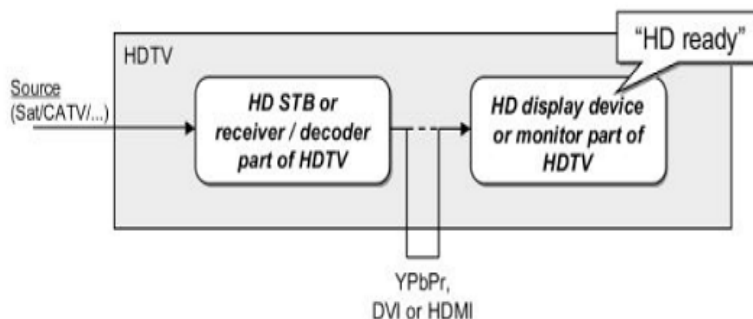 HDTV
"HD ready"
Source
(Sat/CATV/...)
HD STB or
receiver / decoder
part of HDTV
HD display device
or monitor part of
HDTV
YPbPr,
DVI or HDMI